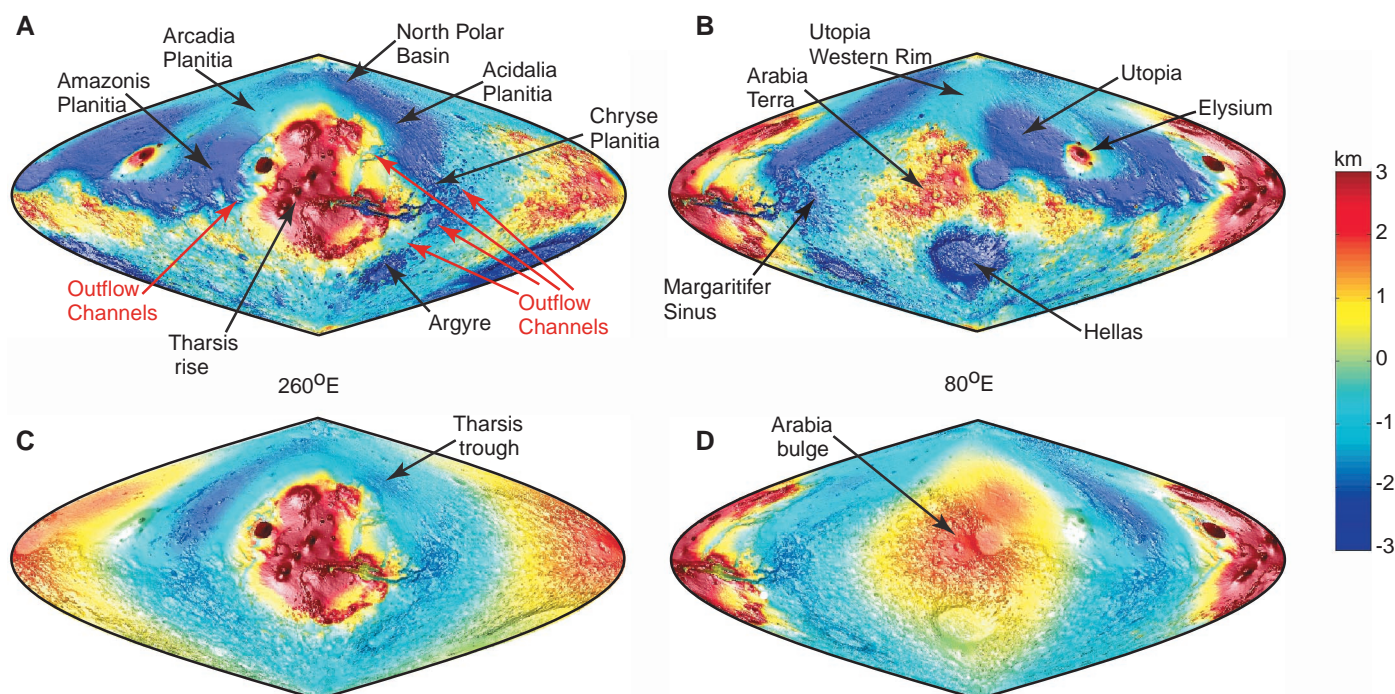 A
Arcadia
Planitia
North Polar
Basin
Amazonis
Planitia
Acidalia
Planitia
Chryse
Planitia
Outflow
Channels
Tharsis
rise
Argyre
Outflow
Channels
B
Utopia
Western Rim
Arabia
Terra
Utopia
Elysium
Margaritifer
Sinus
Hellas
km
3
2
1
0
-1
-2
-3
260°E
80°E
C
Tharsis
trough
D
Arabia
bulge